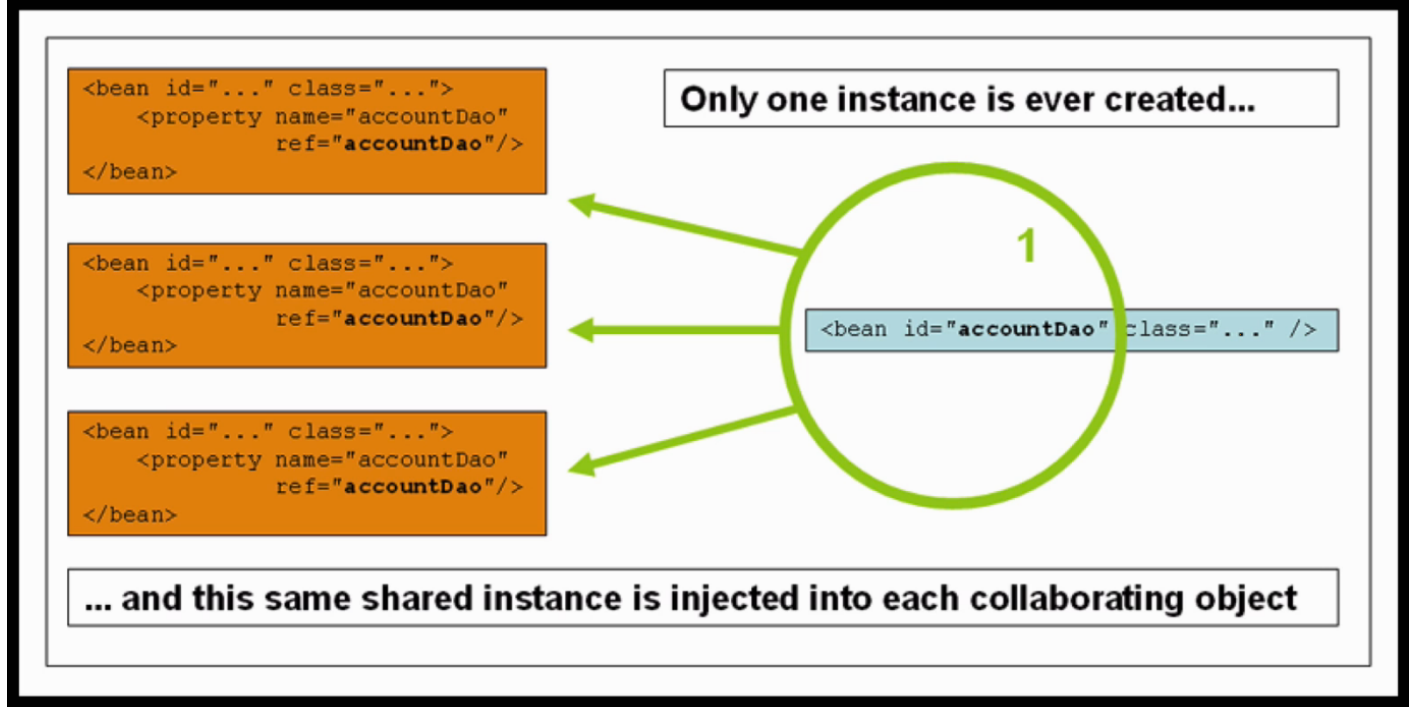 <bean id="..." class="...">
<property name="accountDao"
ref="accountDao"/>
</bean>
Only one instance is ever created...
1
<bean id="..." class="...">
<property name="accountDao"
ref="accountDao"/>
</bean>
<bean id="accountDao" class="..." />
<bean id="..." class="...">
<property name="accountDao"
ref="accountDao"/>
</bean>
... and this same shared instance is injected into each collaborating object